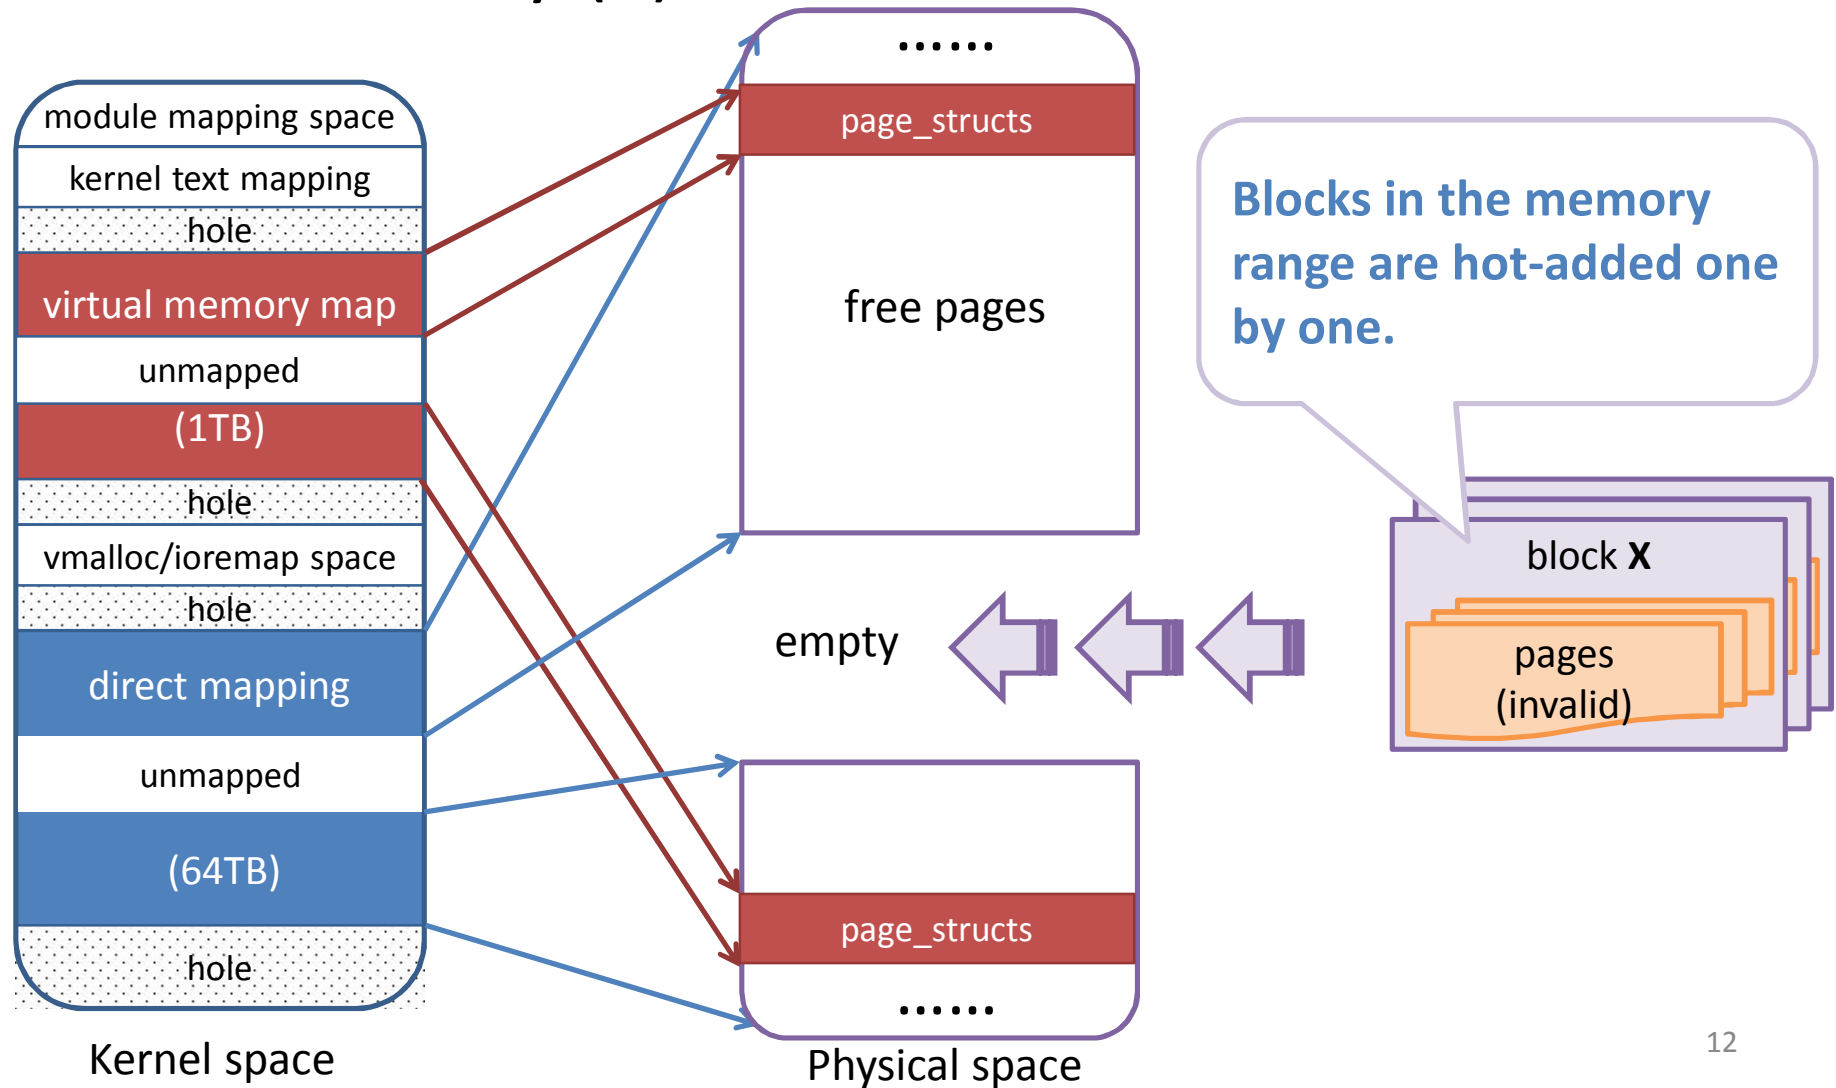 ......
module mapping space
kernel text mapping
hole
virtual memory map
unmapped
(1TB)
hole
vmalloc/ioremap space
hole
direct mapping
unmapped
(64TB)
hole
Kernel space
page_structs
free pages
empty
page_structs
......
Physical space
Blocks in the memory
range are hot-added one
by one.
block X
pages
(invalid)
12